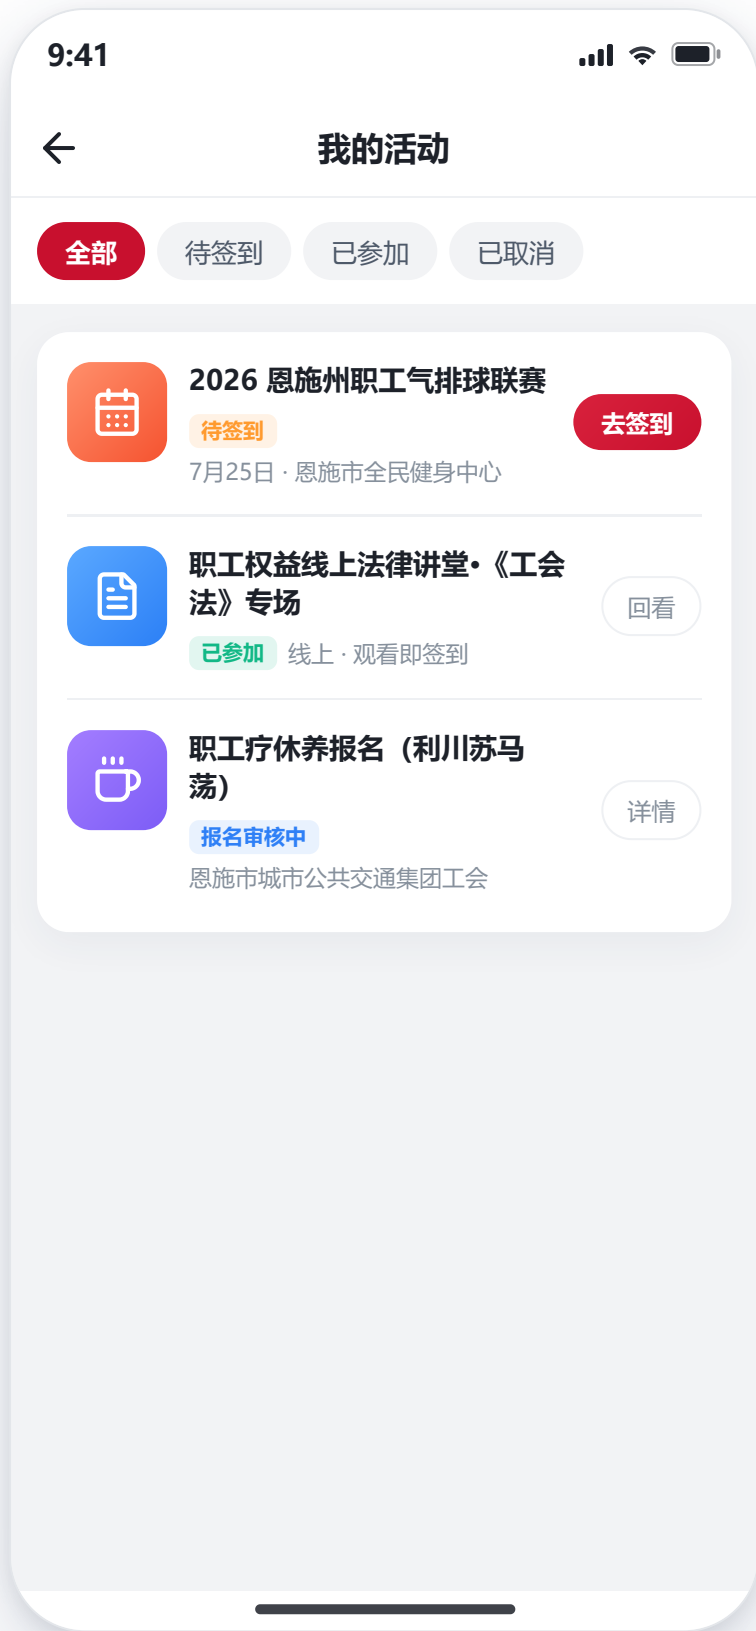 9:41
我的活动
全部 待签到 已参加 已取消
2026 恩施州职工气排球联赛
待签到
7月25日 · 恩施市全民健身中心
去签到
职工权益线上法律讲堂·《工会
法》专场
已参加 线上 · 观看即签到
回看
职工疗休养报名（利川苏马
荡）
报名审核中
恩施市城市公共交通集团工会
详情